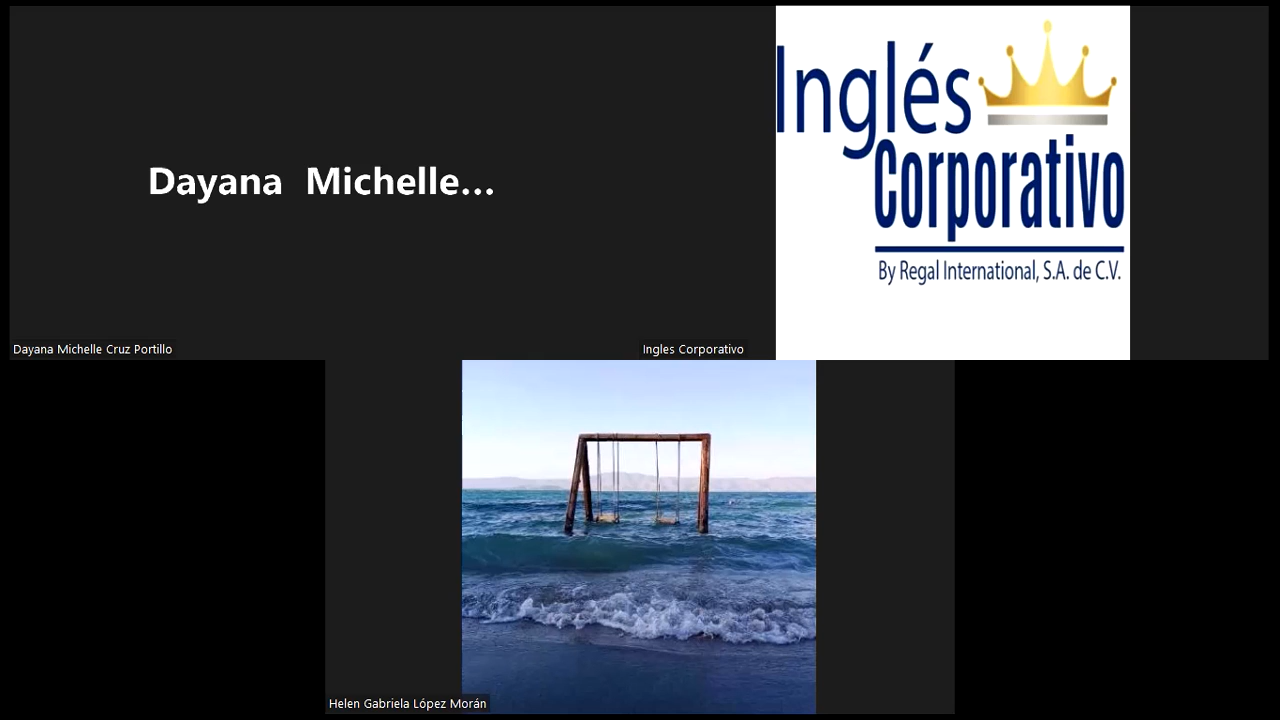 Dayana Michelle...
Dayana Michelle Cruz Portillo
Inglés
Corporativo
By Regal International, S.A. de C.V.
Ingles Corporativo
Helen Gabriela López Morán